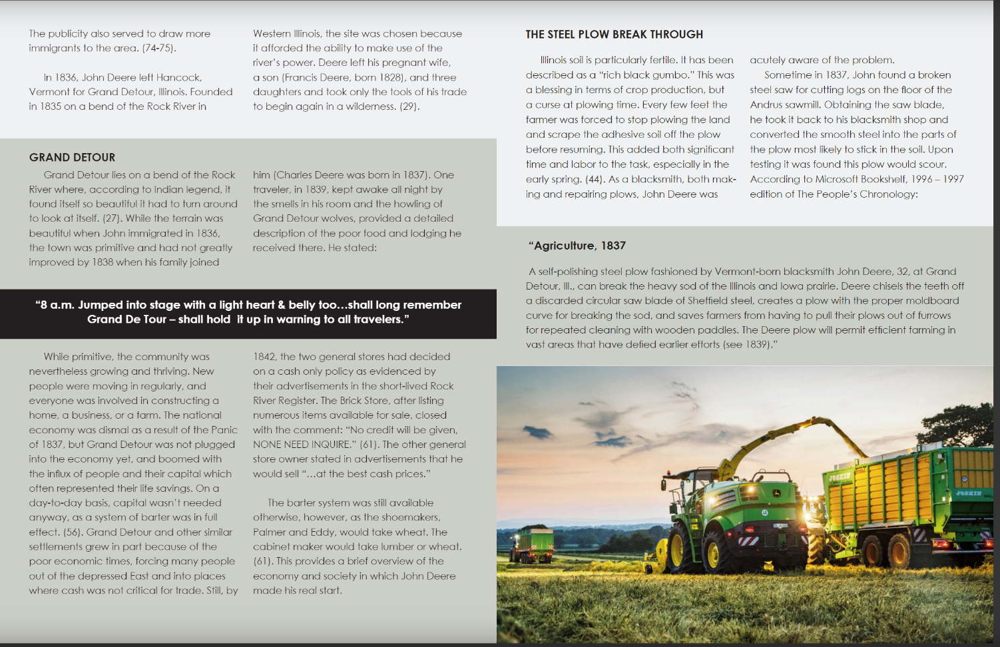 The publicity also served to draw more
immigrants to the area. (74-75).
In 1836, John Deere left Hancock,
Vermont for Grand Detour, Illinois. Founded
in 1835 on a bend of the Rock River in
Western Illinois, the site was chosen because
it afforded the ability to make use of the
river's power. Deere left his pregnant wife,
a son (Francis Deere, born 1828), and three
daughters and took only the tools of his trade
to begin again in a wilderness. (29).
GRAND DETOUR
Grand Detour lies on a bend of the Rock
River where, according to Indian legend, it
found itself so beautiful it had to turn around
to look at itself. (27). While the terrain was
beautiful when John immigrated in 1836,
the town was primitive and had not greatly
improved by 1838 when his family joined
him (Charles Deere was born in 1837). One
traveler, in 1839, kept awake all night by
the smells in his room and the howling of
Grand Detour wolves, provided a detailed
description of the poor food and lodging he
received there. He stated:
“8 a.m. Jumped into stage with a light heart & belly too…shall long remember
Grand De Tour – shall hold  it up in warning to all travelers.”
While primitive, the community was
nevertheless growing and thriving. New
people were moving in regularly, and
everyone was involved in constructing a
home, a business, or a farm. The national
economy was dismal as a result of the Panic
of 1837, but Grand Detour was not plugged
into the economy yet, and boomed with
the influx of people and their capital which
often represented their life savings. On a
day-to-day basis, capital wasn't needed
anyway, as a system of barter was in full
effect. (56). Grand Detour and other similar
settlements grew in part because of the
poor economic times, forcing many people
out of the depressed East and into places
where cash was not critical for trade. Still, by
1842, the two general stores had decided
on a cash only policy as evidenced by
their advertisements in the short-lived Rock
River Register. The Brick Store, after listing
numerous items available for sale, closed
with the comment: “No credit will be given,
NONE NEED INQUIRE.” (61). The other general
store owner stated in advertisements that he
would sell “…at the best cash prices.”
The barter system was still available
otherwise, however, as the shoemakers,
Palmer and Eddy, would take wheat. The
cabinet maker would take lumber or wheat.
(61). This provides a brief overview of the
economy and society in which John Deere
made his real start.
THE STEEL PLOW BREAK THROUGH
Illinois soil is particularly fertile. It has been
described as a “rich black gumbo.” This was
a blessing in terms of crop production, but
a curse at plowing time. Every few feet the
farmer was forced to stop plowing the land
and scrape the adhesive soil off the plow
before resuming. This added both significant
time and labor to the task, especially in the
early spring. (44). As a blacksmith, both mak-
ing and repairing plows, John Deere was
acutely aware of the problem.
Sometime in 1837, John found a broken
steel saw for cutting logs on the floor of the
Andrus sawmill. Obtaining the saw blade,
he took it back to his blacksmith shop and
converted the smooth steel into the parts of
the plow most likely to stick in the soil. Upon
testing it was found this plow would scour.
According to Microsoft Bookshelf, 1996 – 1997
edition of The People's Chronology:
“Agriculture, 1837
A self-polishing steel plow fashioned by Vermont-born blacksmith John Deere, 32, at Grand
Detour, Ill., can break the heavy sod of the Illinois and Iowa prairie. Deere chisels the teeth off
a discarded circular saw blade of Sheffield steel, creates a plow with the proper moldboard
curve for breaking the sod, and saves farmers from having to pull their plows out of furrows
for repeated cleaning with wooden paddles. The Deere plow will permit efficient farming in
vast areas that have defied earlier efforts (see 1839).”
JOSKIN
JOSKIN